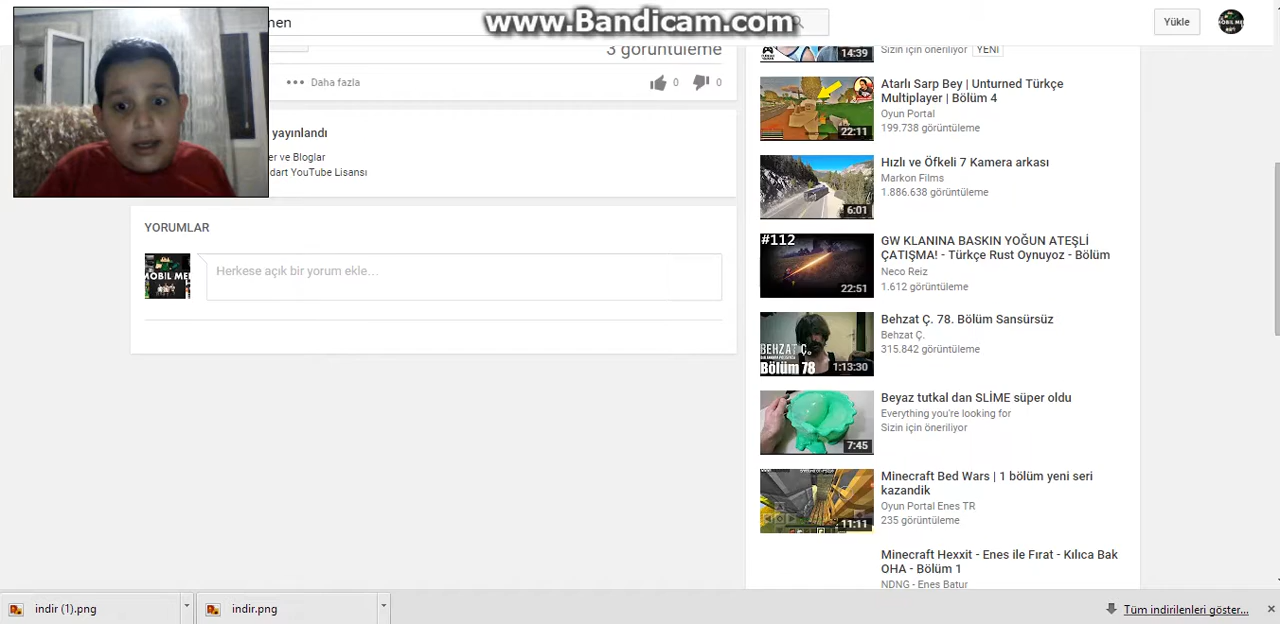 men
www.Bandicam.com
Yükle
3 görüntüleme
Daha fazla
0
0
yayınlandı
er ve Bloglar
dart YouTube Lisansı
YORUMLAR
MOBIL ME
Herkese açık bir yorum ekle...
14:39
Sizin için öneriliyor YENİ
22:11
Atarlı Sarp Bey | Unturned Türkçe
Multiplayer | Bölüm 4
Oyun Portal
199.738 görüntüleme
6:01
Hızlı ve Öfkeli 7 Kamera arkası
Markon Films
1.886.638 görüntüleme
#112
22:51
GW KLANINA BASKIN YOĞUN ATEŞLİ
ÇATIŞMA! - Türkçe Rust Oynuyoz - Bölüm
Neco Reiz
1.612 görüntüleme
BEHZAT Ç.
Bölüm 78
1:13:30
Behzat Ç. 78. Bölüm Sansürsüz
Behzat Ç.
315.842 görüntüleme
7:45
Beyaz tutkal dan SLİME süper oldu
Everything you're looking for
Sizin için öneriliyor
11:11
Minecraft Bed Wars | 1 bölüm yeni seri
kazandik
Oyun Portal Enes TR
235 görüntüleme
Minecraft Hexxit - Enes ile Fırat - Kılıca Bak
OHA - Bölüm 1
NDNG - Enes Batur
indir (1).png
indir.png
Tüm indirilenleri göster...